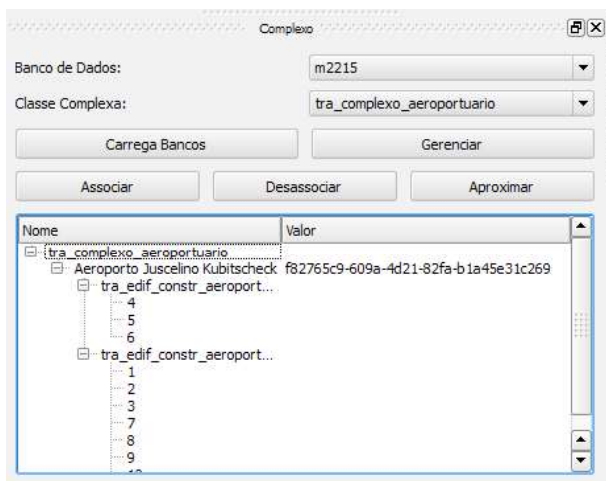 Complexo
Banco de Dados: m2215
Classe Complexa: tra_complexo_aeroportuario
Carrega Bancos Gerenciar
Associar Desassociar Aproximar
Nome Valor
tra_complexo_aeroportuario
Aeroporto Juscelino Kubitscheck f82765c9-609a-4d21-82fa-b1a45e31c269
tra_edif_constr_aeroport...
4
5
6
tra_edif_constr_aeroport...
1
2
3
7
8
9